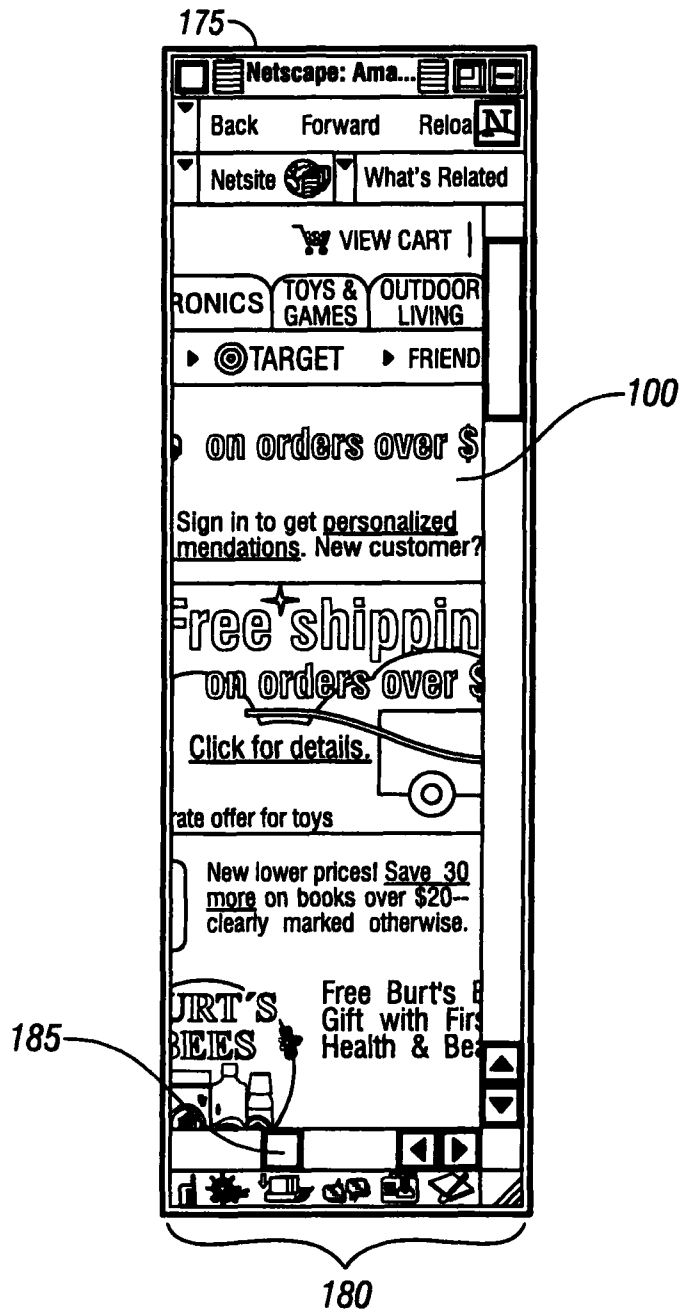 175
Netscape: Ama...
Back Forward Reloa N
Netsite What's Related
VIEW CART
RONICS TOYS & GAMES OUTDOOR LIVING
TARGET FRIEND
100
on orders over $
Sign in to get personalized
mendations. New customer?
Free shippin
on orders over $
Click for details.
rate offer for toys
New lower prices! Save 30
more on books over $20--
clearly marked otherwise.
URT´S
BEES
Free Burt's B
Gift with Firs
Health & Bea
185
180